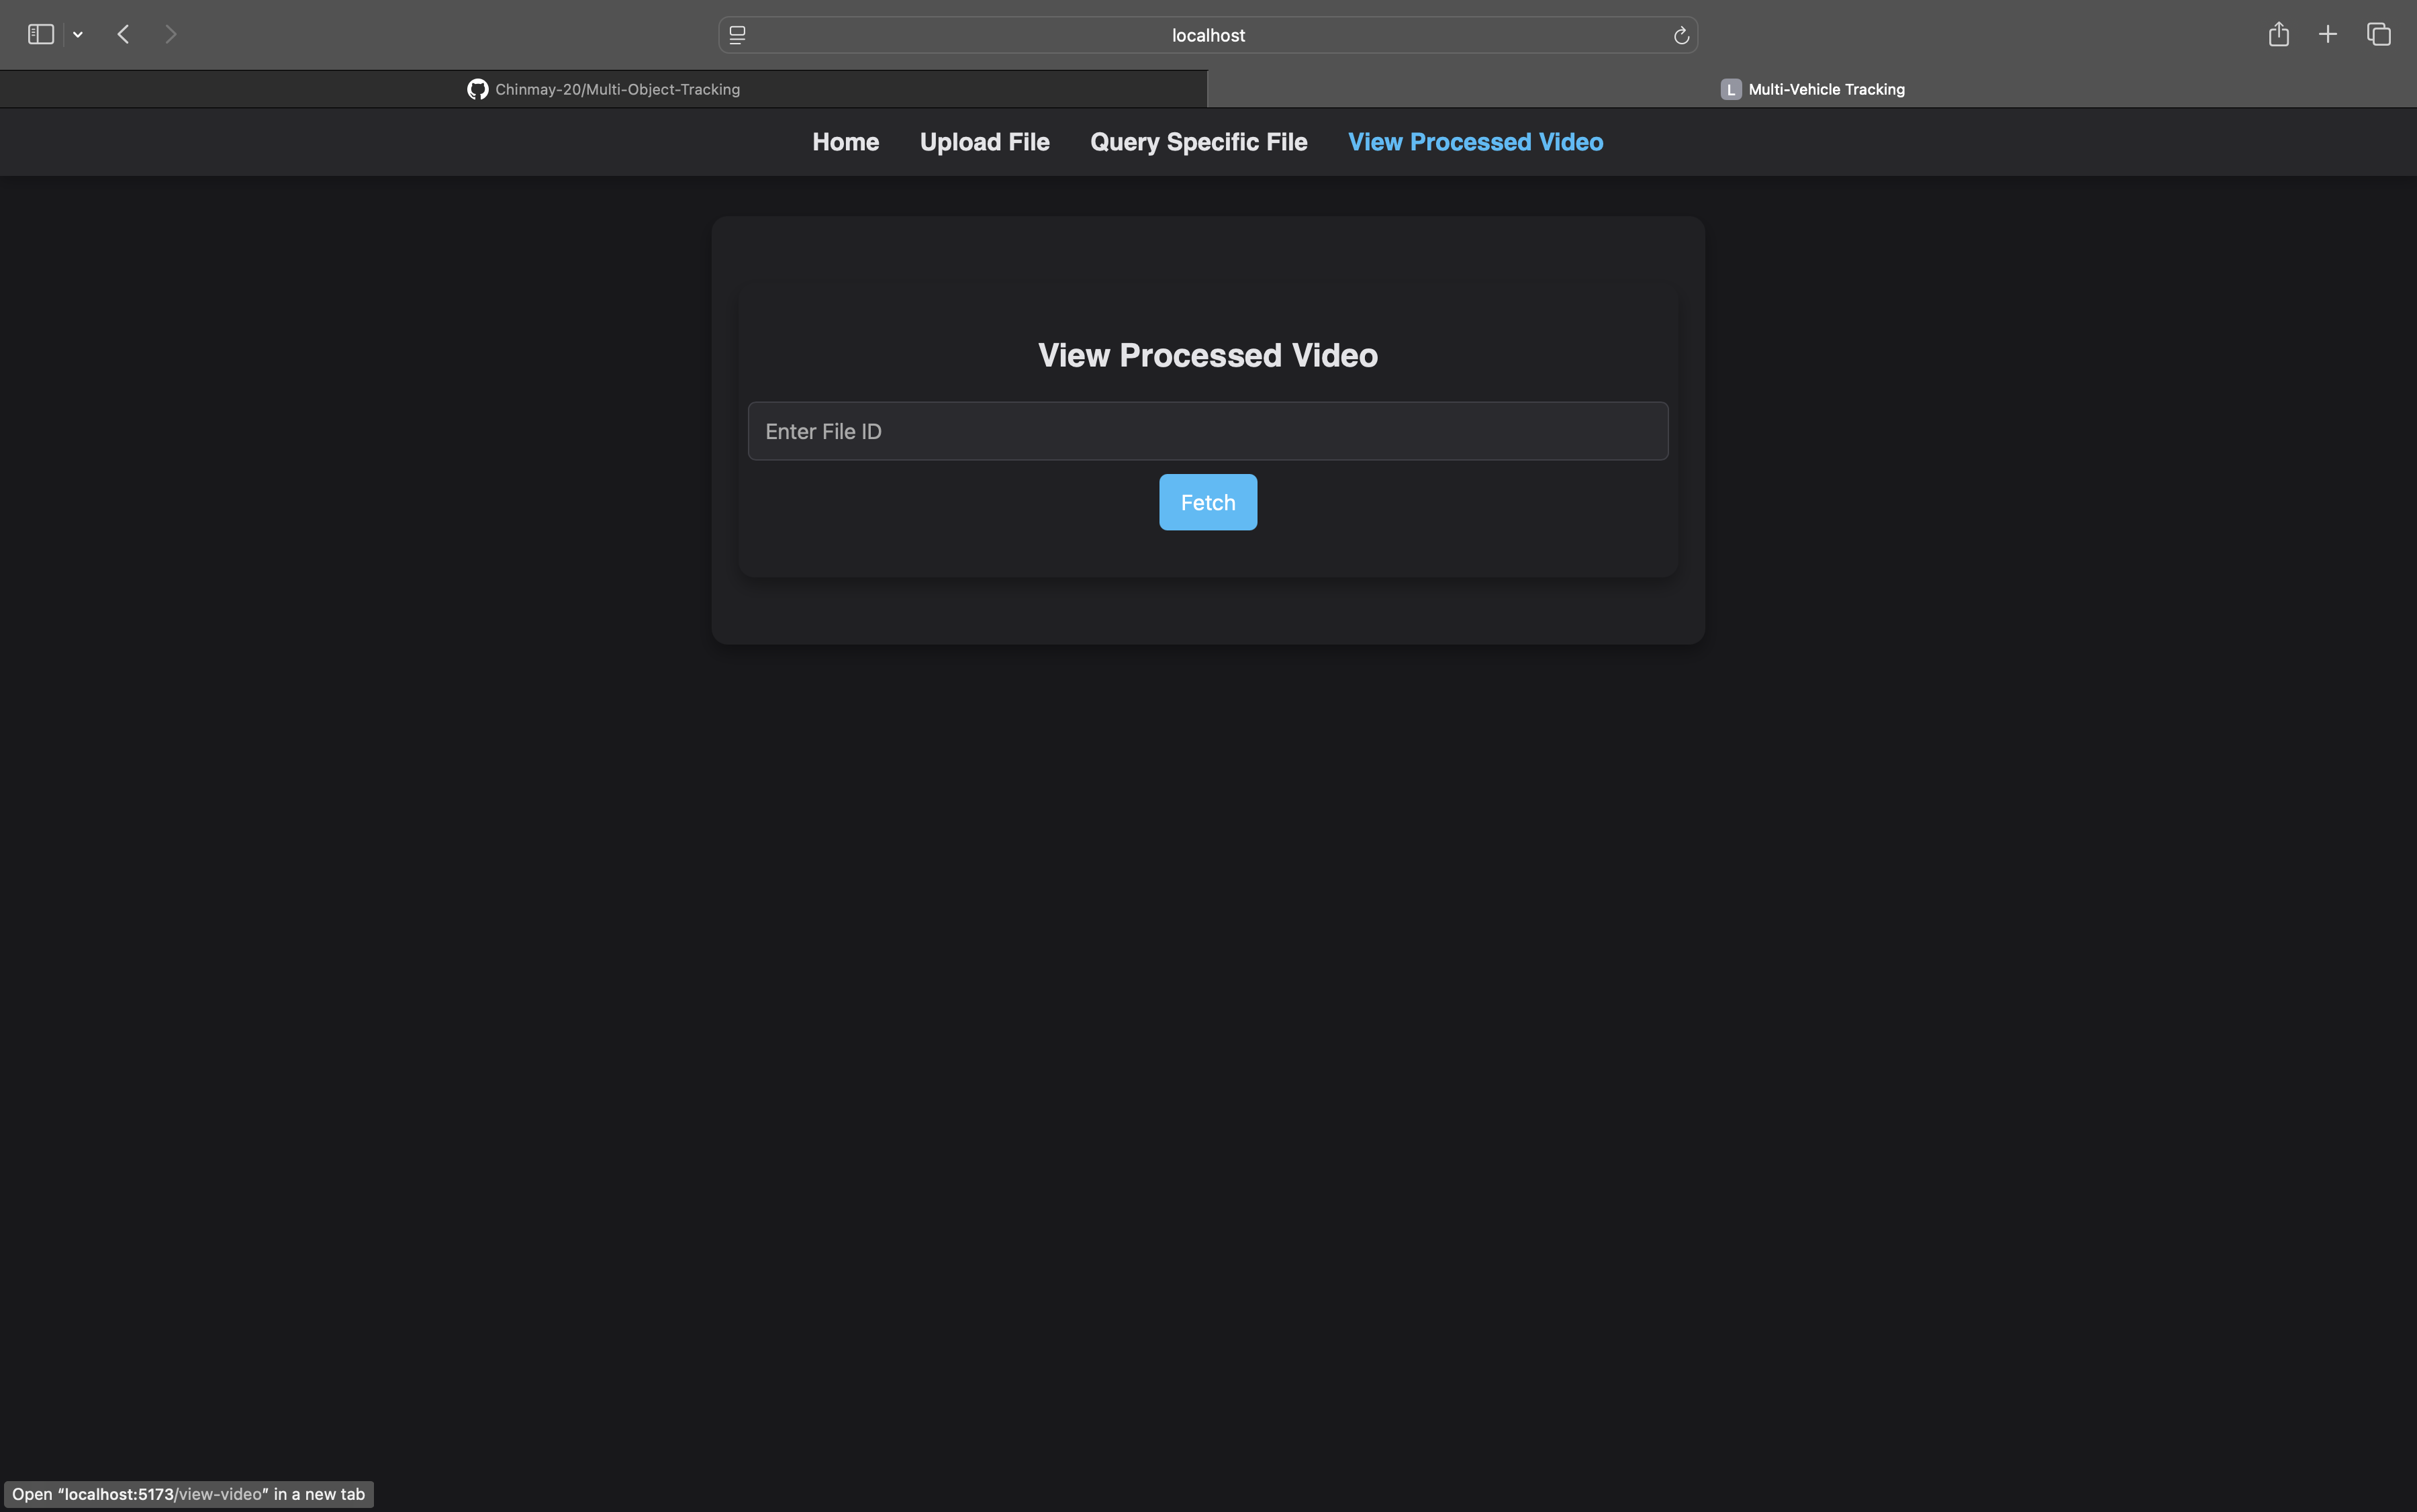 localhost
Chinmay-20/Multi-Object-Tracking
L Multi-Vehicle Tracking
Home Upload File Query Specific File View Processed Video
View Processed Video
Enter File ID
Fetch
Open “localhost:5173/view-video” in a new tab